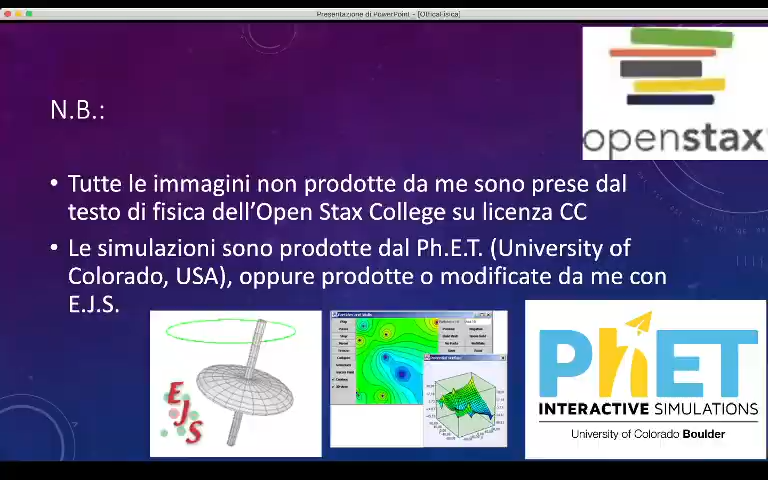 Presentazione di PowerPoint - [OtticaFisica]
openstax
N.B.:
• Tutte le immagini non prodotte da me sono prese dal
testo di fisica dell'Open Stax College su licenza CC
• Le simulazioni sono prodotte dal Ph.E.T. (University of
Colorado, USA), oppure prodotte o modificate da me con
E.J.S.
EJS
PhET
INTERACTIVE SIMULATIONS
University of Colorado Boulder